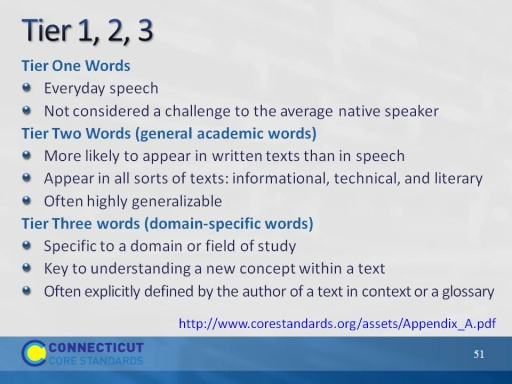 Tier 1, 2, 3
Tier One Words
Everyday speech
Not considered a challenge to the average native speaker
Tier Two Words (general academic words)
More likely to appear in written texts than in speech
Appear in all sorts of texts: informational, technical, and literary
Often highly generalizable
Tier Three words (domain-specific words)
Specific to a domain or field of study
Key to understanding a new concept within a text
Often explicitly defined by the author of a text in context or a glossary
http://www.corestandards.org/assets/Appendix_A.pdf
CONNECTICUT
CORE STANDARDS
51